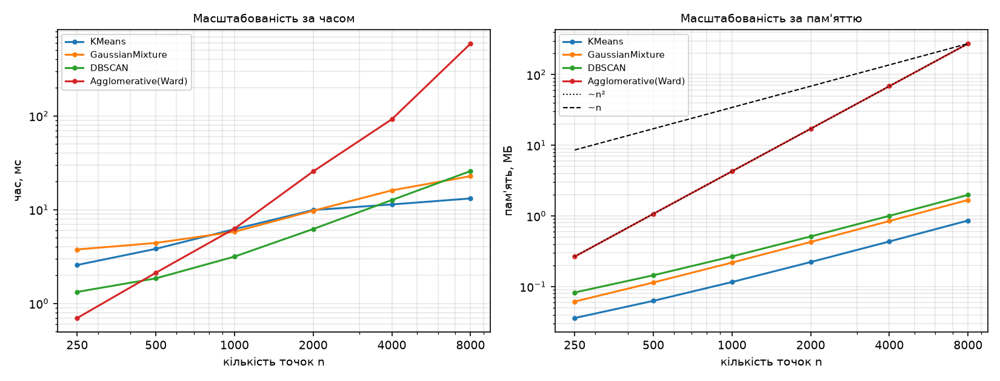 Масштабованість за часом
KMeans
GaussianMixture
DBSCAN
Agglomerative(Ward)
10²
10¹
10⁰
час, мс
250 500 1000 2000 4000 8000
кількість точок n
Масштабованість за пам'яттю
KMeans
GaussianMixture
DBSCAN
Agglomerative(Ward)
~n²
~n
10²
10¹
10⁰
10⁻¹
пам'ять, МБ
250 500 1000 2000 4000 8000
кількість точок n